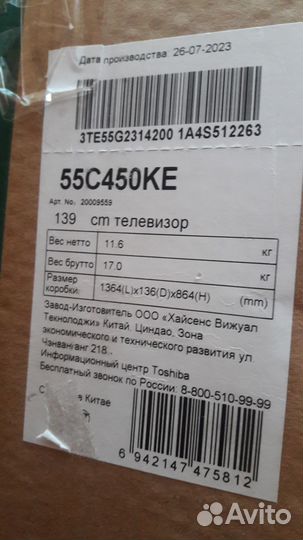 Дата производства: 26-07-2023
3TE55G2314200 1A4S512263
55C450KE
Арт. No. 20009559
139 cm телевизор
Вес нетто 11.6 кг
Вес брутто 17.0 кг
Размер коробки: 1364(L)x136(D)x864(H) (mm)
Завод-Изготовитель ООО «Хайсенс Вижуал
Текнолоджи» Китай. Циндао, Зона
экономического и технического развития ул.
Чэнван/анг 218..
Информационный центр Toshiba
Бесплатный звонок по России: 8-800-510-99-99
Китае
6 942147 475812
Avito